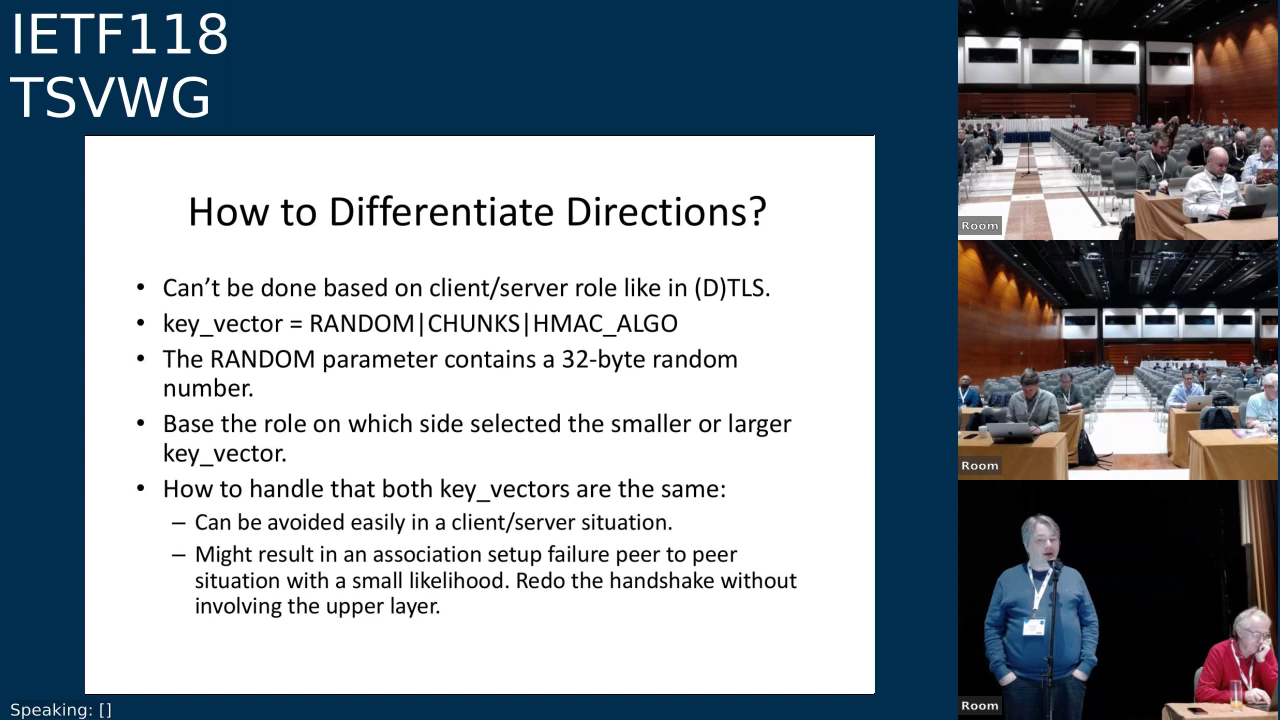 IETF118
TSVWG
How to Differentiate Directions?
• Can’t be done based on client/server role like in (D)TLS.
• key_vector = RANDOM|CHUNKS|HMAC_ALGO
• The RANDOM parameter contains a 32-byte random
number.
• Base the role on which side selected the smaller or larger
key_vector.
• How to handle that both key_vectors are the same:
– Can be avoided easily in a client/server situation.
– Might result in an association setup failure peer to peer
situation with a small likelihood. Redo the handshake without
involving the upper layer.
Speaking: []
Room
Room
Room